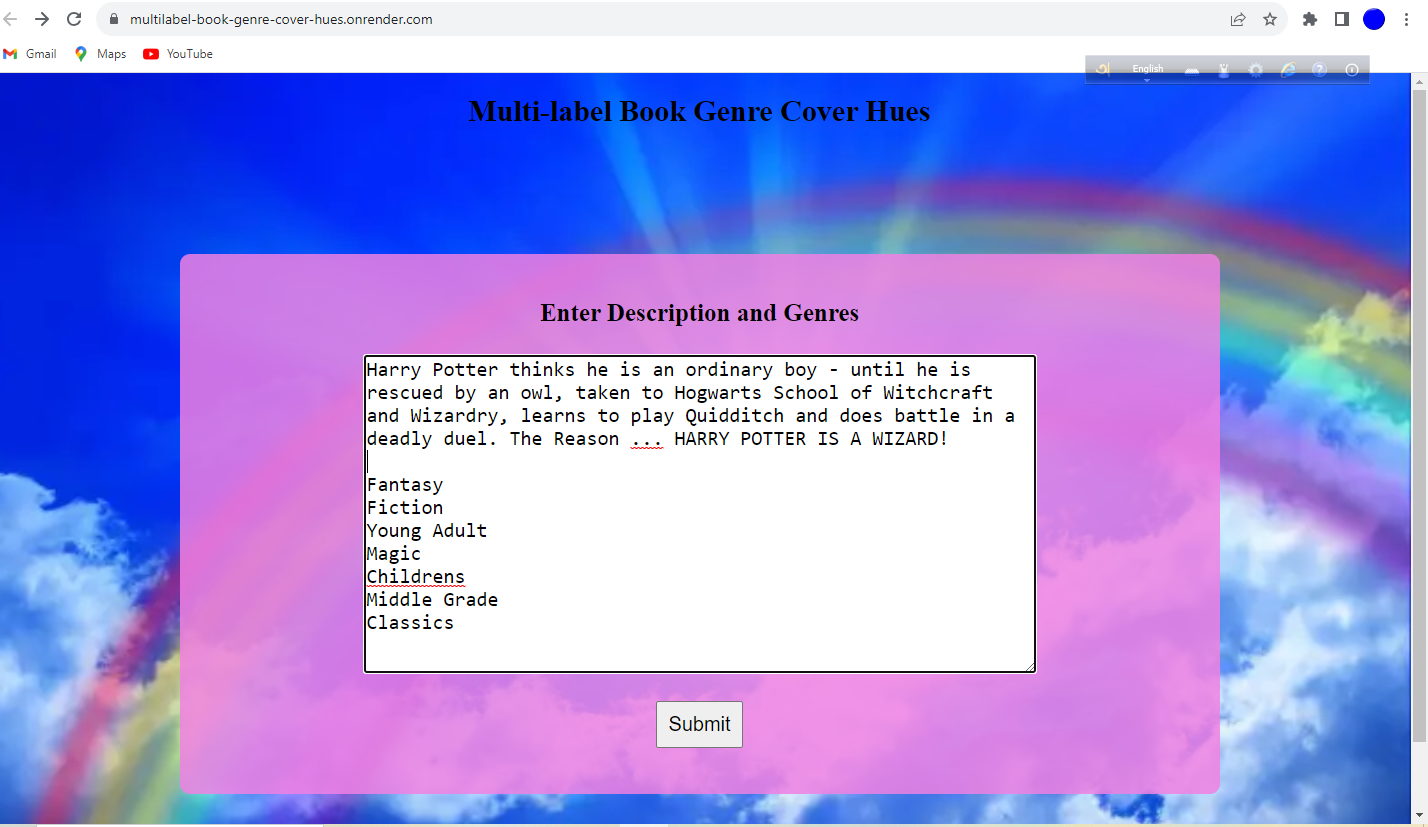 multilabel-book-genre-cover-hues.onrender.com
Gmail
Maps
YouTube
English
Multi-label Book Genre Cover Hues
Enter Description and Genres
Harry Potter thinks he is an ordinary boy - until he is
rescued by an owl, taken to Hogwarts School of Witchcraft
and Wizardry, learns to play Quidditch and does battle in a
deadly duel. The Reason ... HARRY POTTER IS A WIZARD!
Fantasy
Fiction
Young Adult
Magic
Childrens
Middle Grade
Classics
Submit